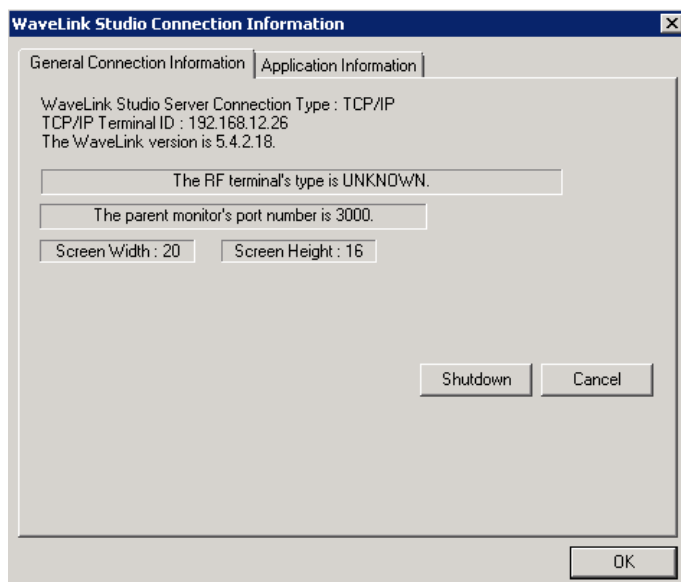 WaveLink Studio Connection Information
General Connection Information Application Information
WaveLink Studio Server Connection Type : TCP/IP
TCP/IP Terminal ID : 192.168.12.26
The WaveLink version is 5.4.2.18.
The RF terminal's type is UNKNOWN.
The parent monitor's port number is 3000.
Screen Width : 20 Screen Height : 16
Shutdown Cancel
OK